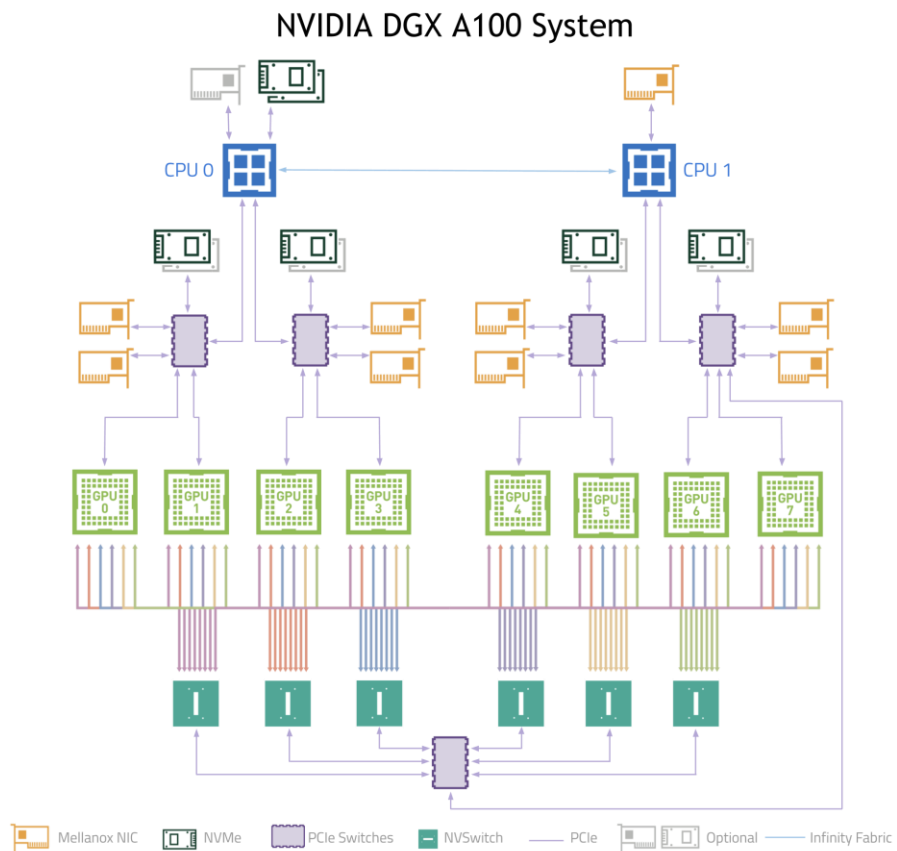 NVIDIA DGX A100 System
CPU 0
CPU 1
GPU
0
GPU
1
GPU
2
GPU
3
GPU
4
GPU
5
GPU
6
GPU
7
Mellanox NIC
NVMe
PCIe Switches
NVSwitch
PCIe
Optional
Infinity Fabric